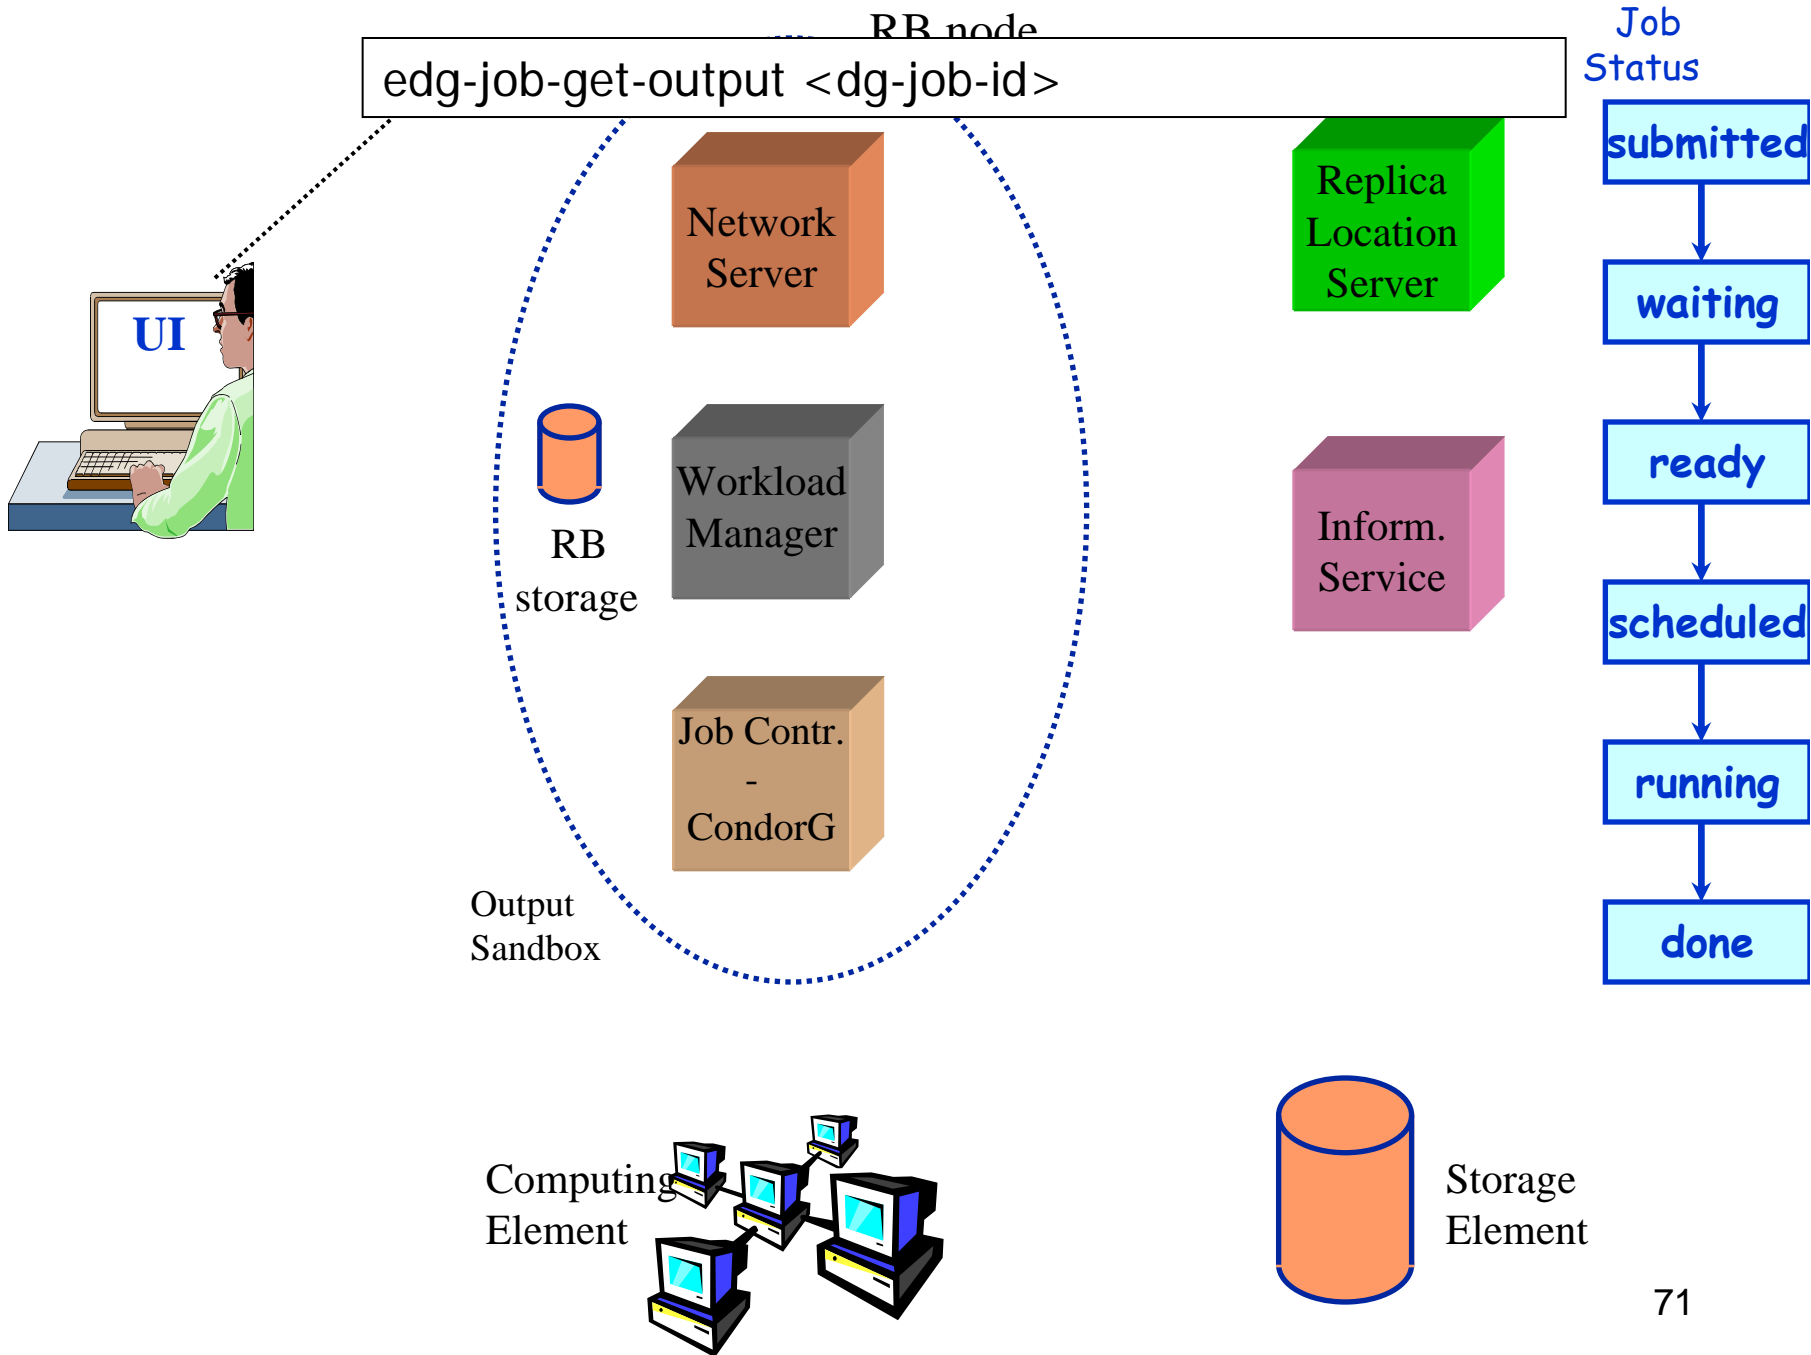 RB node
edg-job-get-output <dg-job-id>
Job
Status
submitted
Network
Server
Replica
Location
Server
waiting
UI
ready
Workload
Manager
RB
storage
Inform.
Service
scheduled
Job Contr.
-
CondorG
running
Output
Sandbox
done
Computing
Element
Storage
Element
71